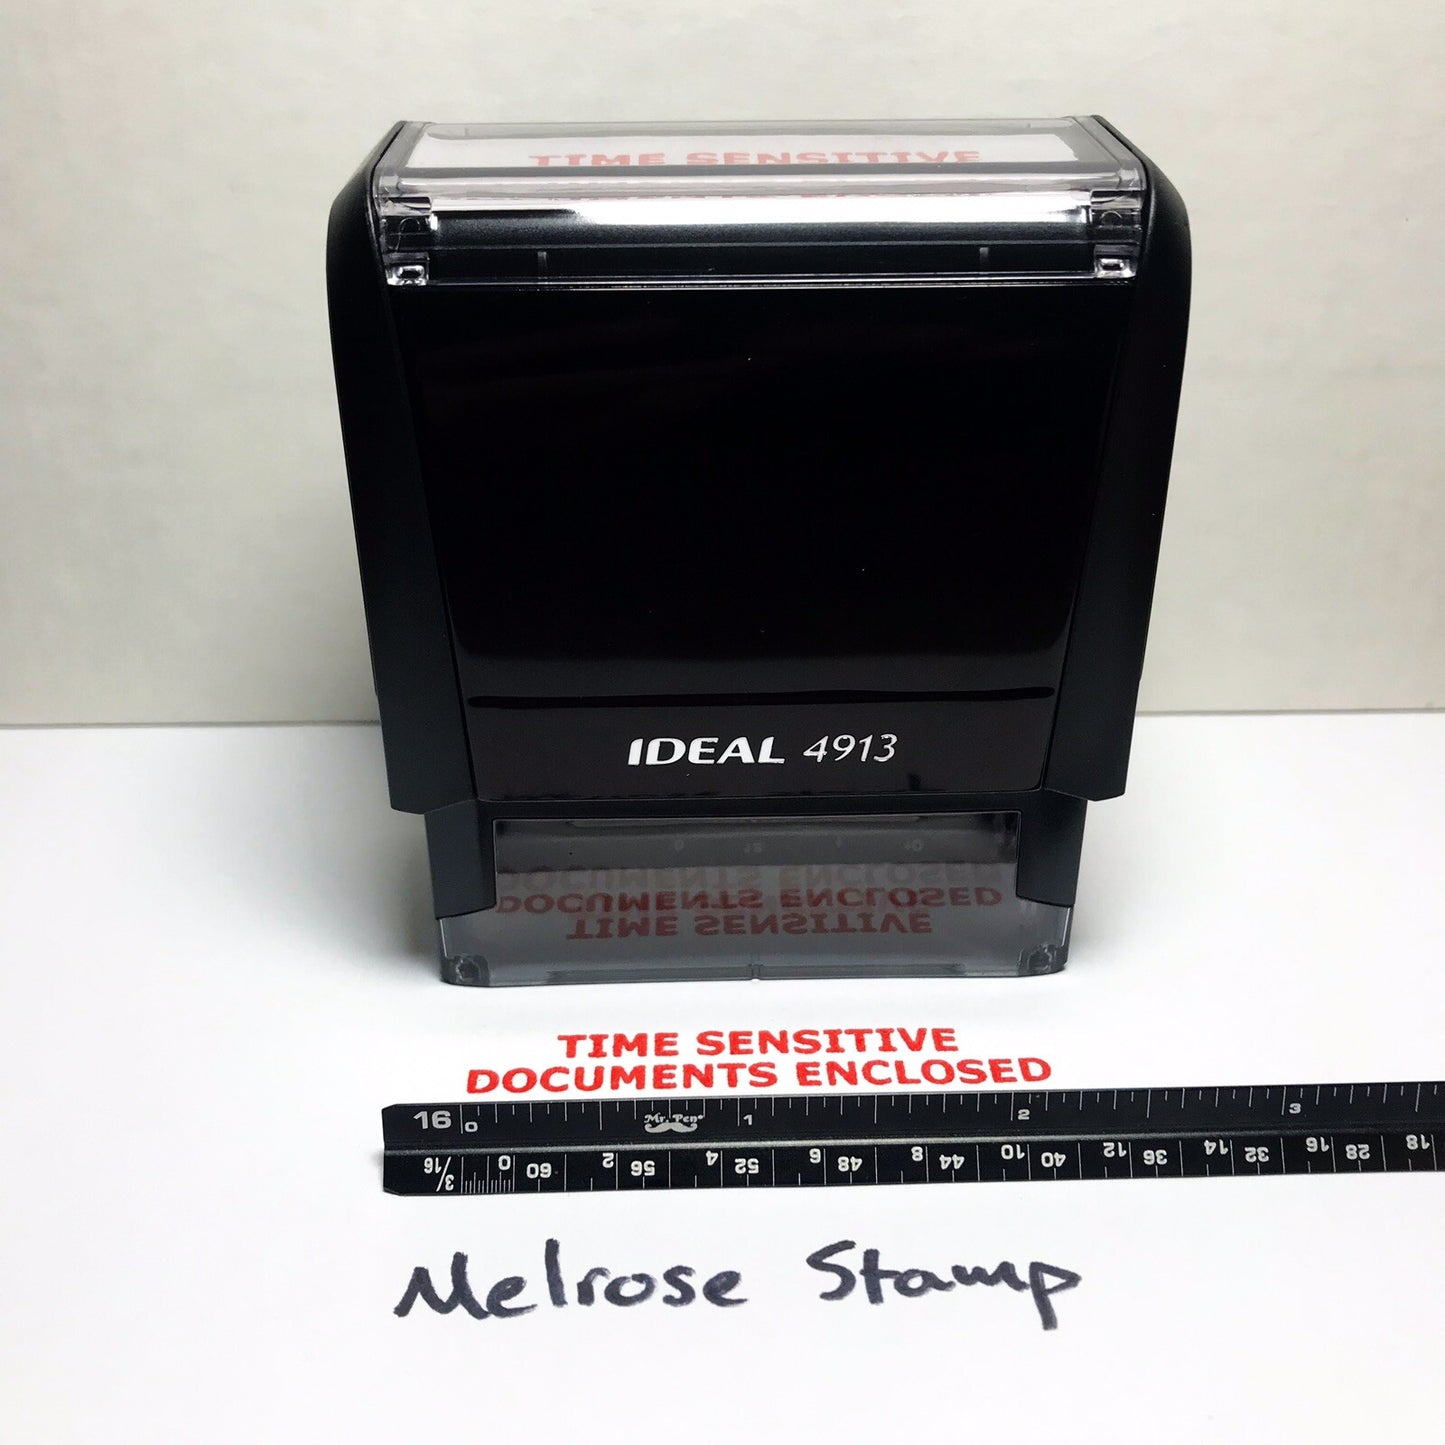 TIME SENSITIVE
IDEAL 4913
DOCUMENTS ENCLOSED
TIME SENSITIVE
TIME SENSITIVE
DOCUMENTS ENCLOSED
16 0 Mr. Pen 1 2 3
3/16 0 60 2 56 4 52 6 48 8 44 10 40 12 36 14 32 16 28 18
Melrose Stamp